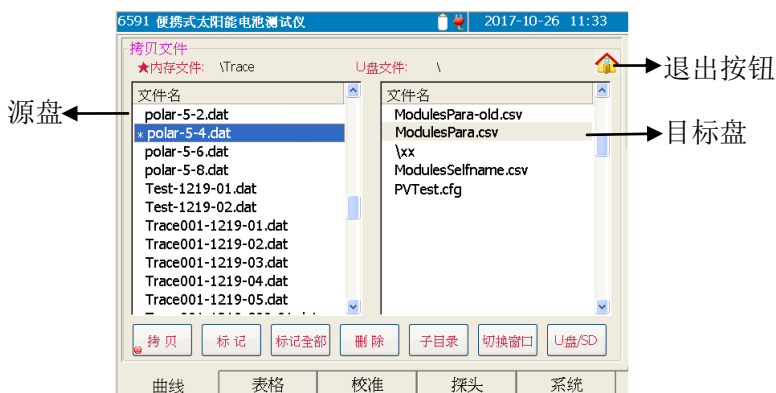 6591 便携式太阳能电池测试仪 2017-10-26 11:33
拷贝文件
★内存文件: \Trace U盘文件: \
退出按钮
源盘
目标盘
文件名
polar-5-2.dat
* polar-5-4.dat
polar-5-6.dat
polar-5-8.dat
Test-1219-01.dat
Test-1219-02.dat
Trace001-1219-01.dat
Trace001-1219-02.dat
Trace001-1219-03.dat
Trace001-1219-04.dat
Trace001-1219-05.dat
文件名
ModulesPara-old.csv
ModulesPara.csv
\xx
ModulesSelfname.csv
PVTest.cfg
拷 贝 标 记 标记全部 删 除 子目录 切换窗口 U盘/SD
曲线 表格 校准 探头 系统